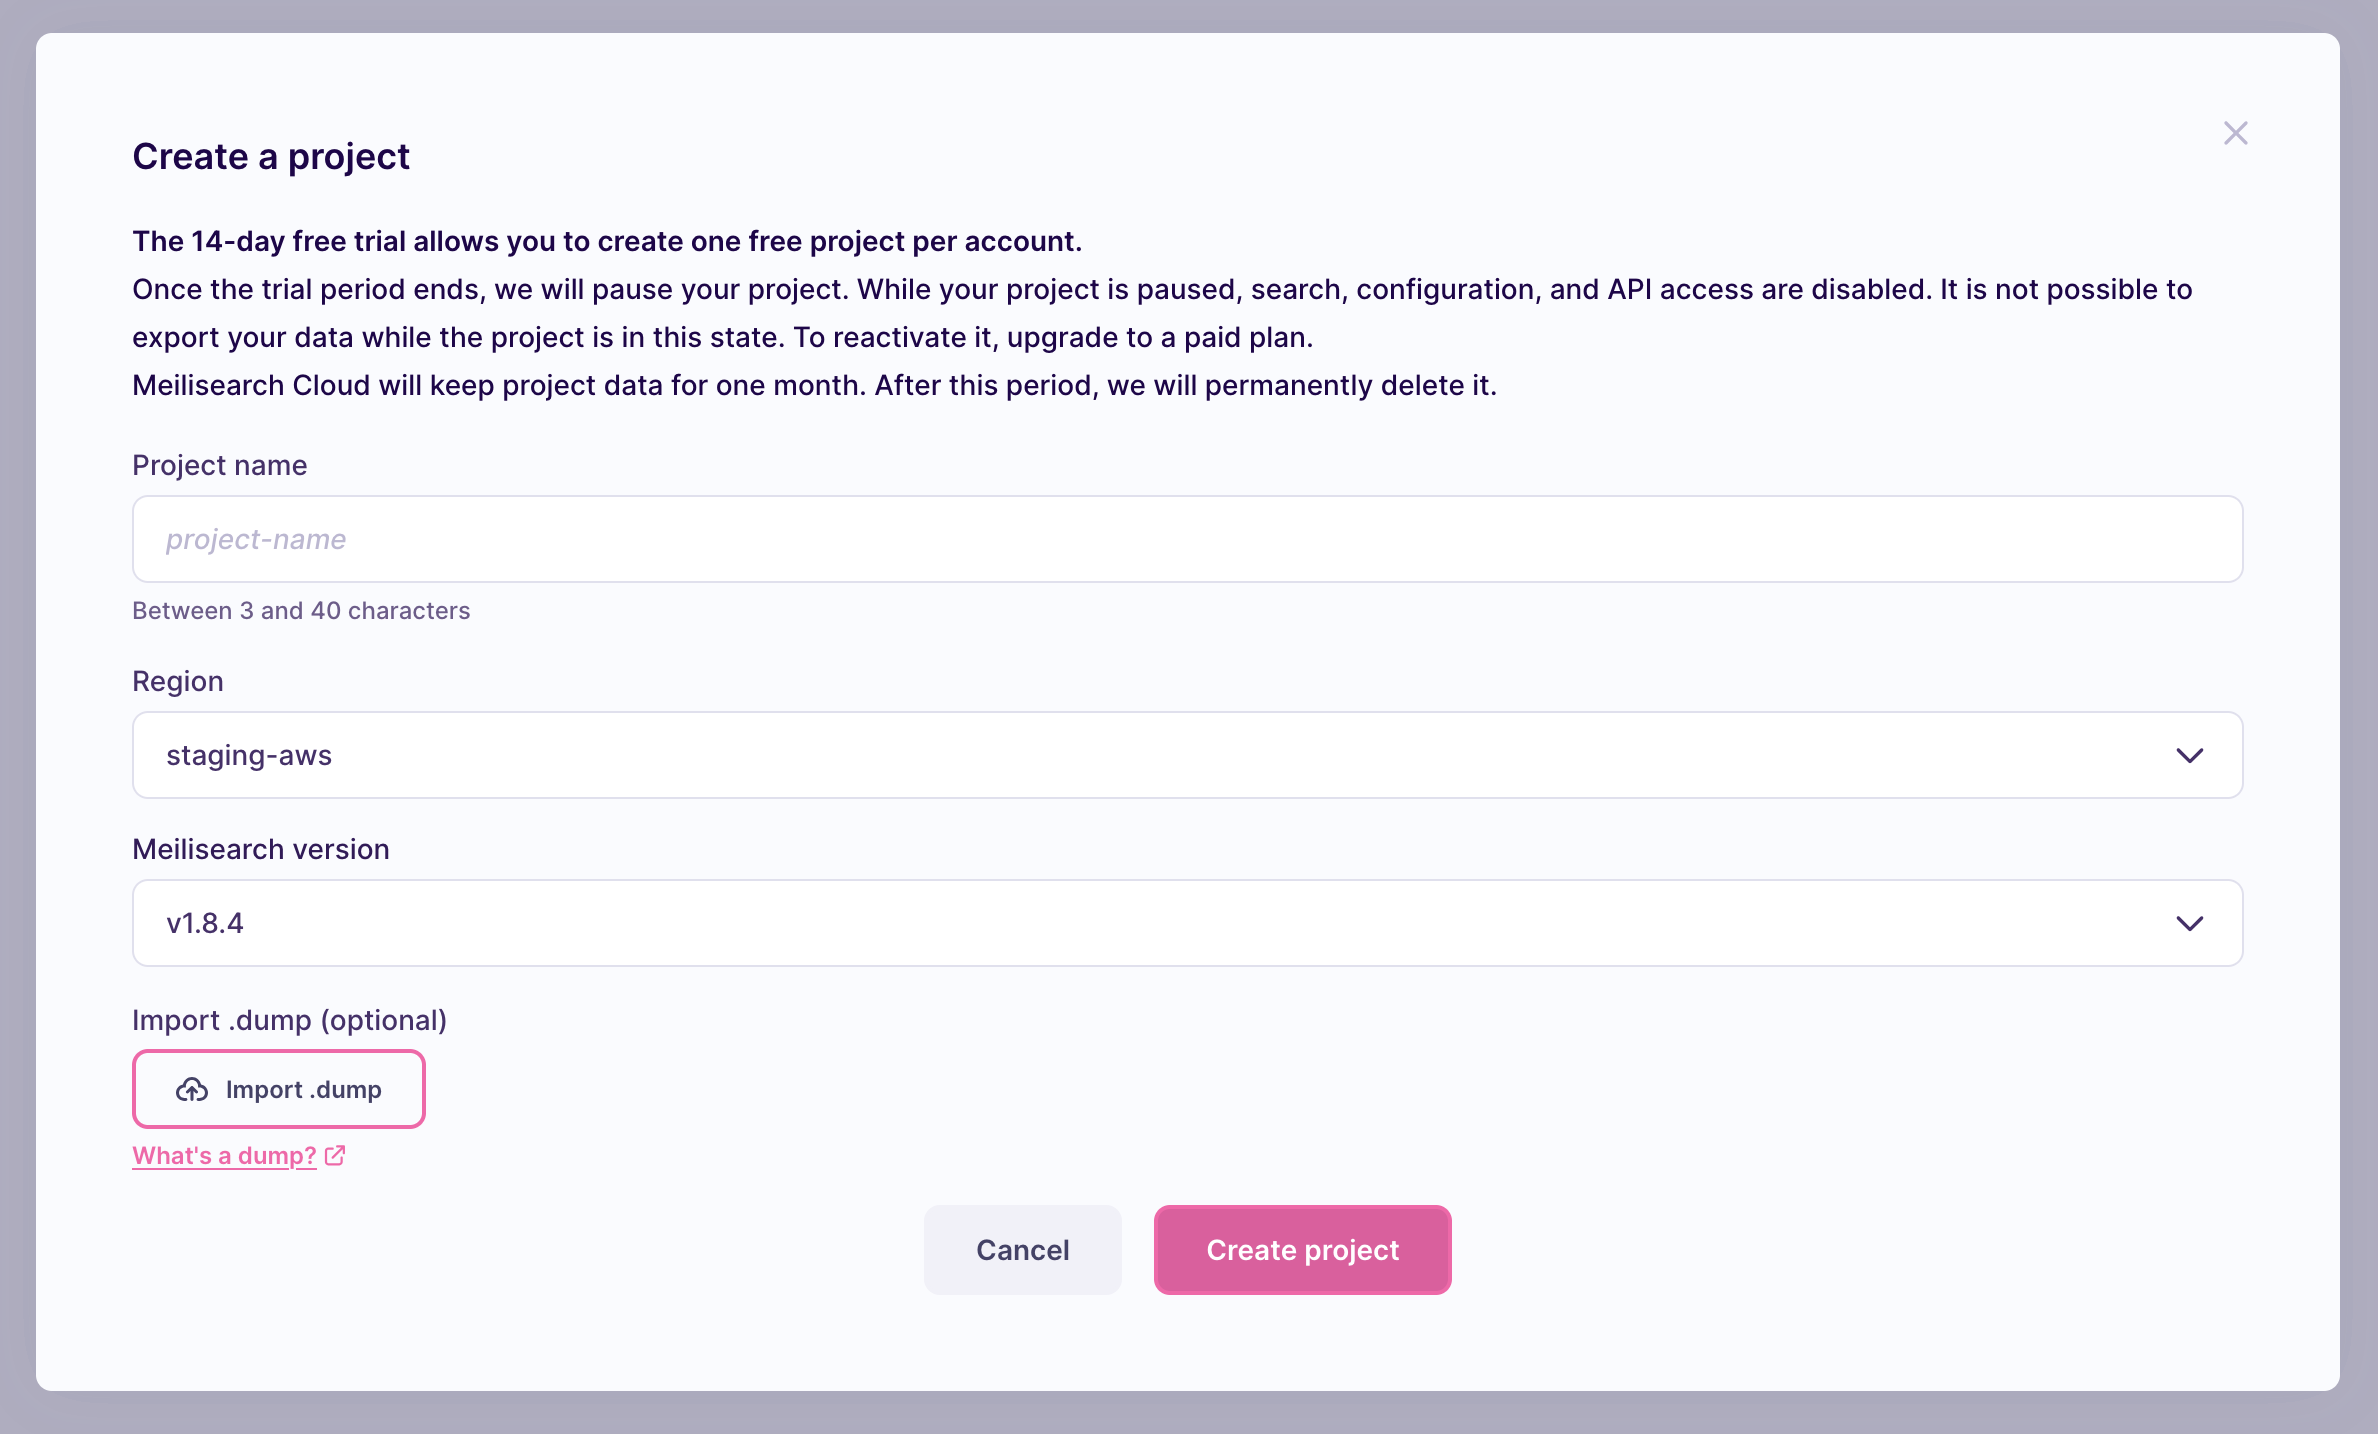 Create a project
The 14-day free trial allows you to create one free project per account.
Once the trial period ends, we will pause your project. While your project is paused, search, configuration, and API access are disabled. It is not possible to
export your data while the project is in this state. To reactivate it, upgrade to a paid plan.
Meilisearch Cloud will keep project data for one month. After this period, we will permanently delete it.
Project name
project-name
Between 3 and 40 characters
Region
staging-aws
Meilisearch version
v1.8.4
Import .dump (optional)
Import .dump
What's a dump?
Cancel
Create project